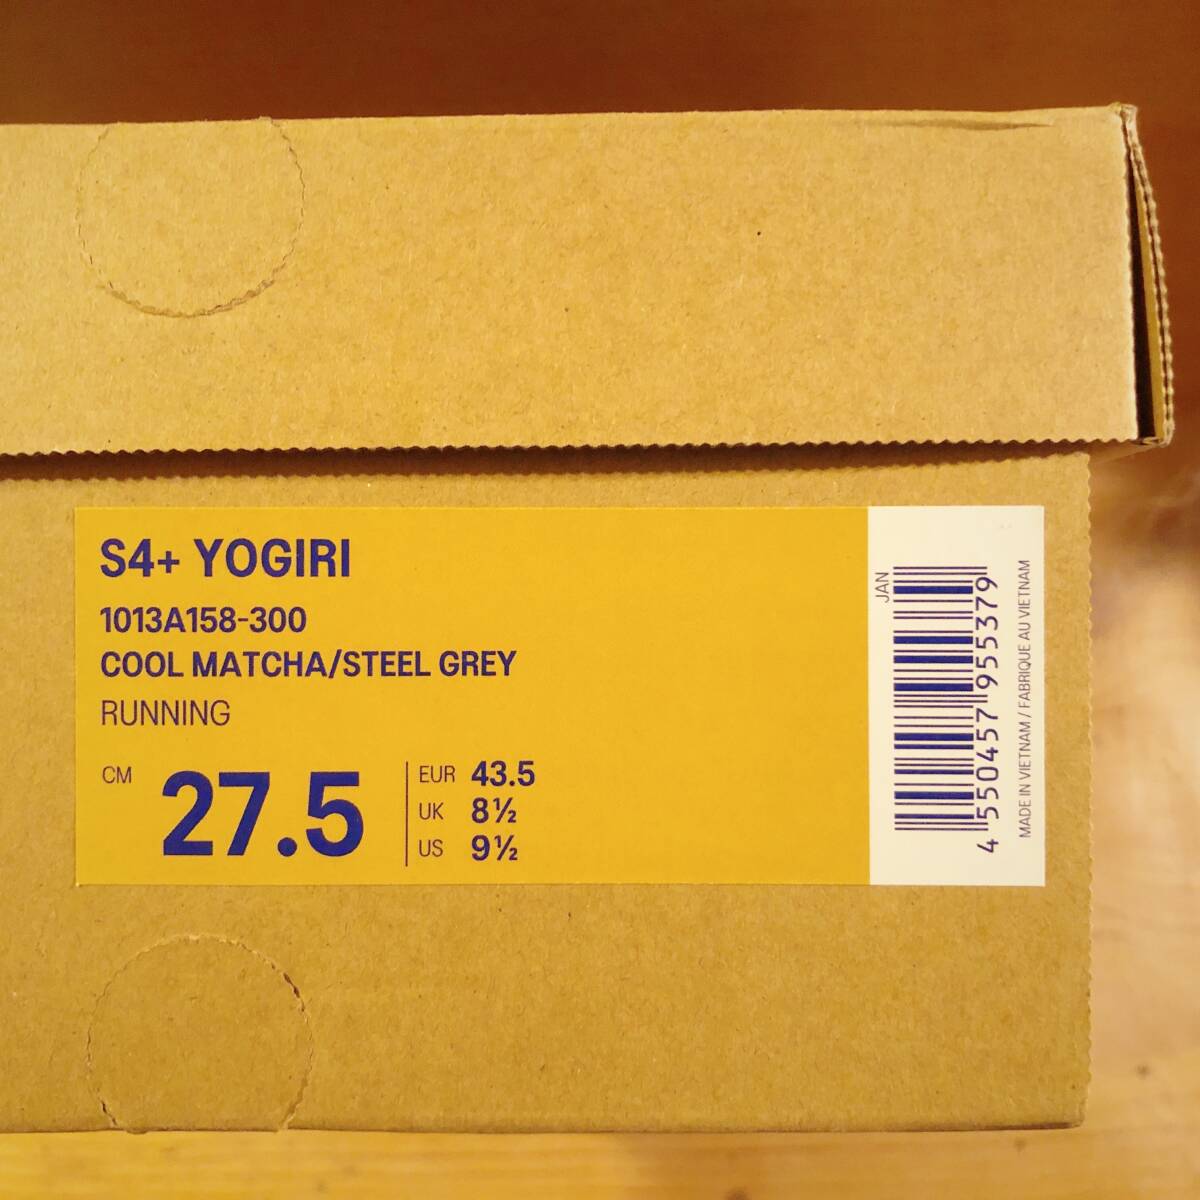 S4+ YOGIRI
1013A158-300
COOL MATCHA/STEEL GREY
RUNNING
CM 27.5
EUR 43.5
UK 8½
US 9½
JAN
4 550457 955379
MADE IN VIETNAM / FABRIQUE AU VIETNAM